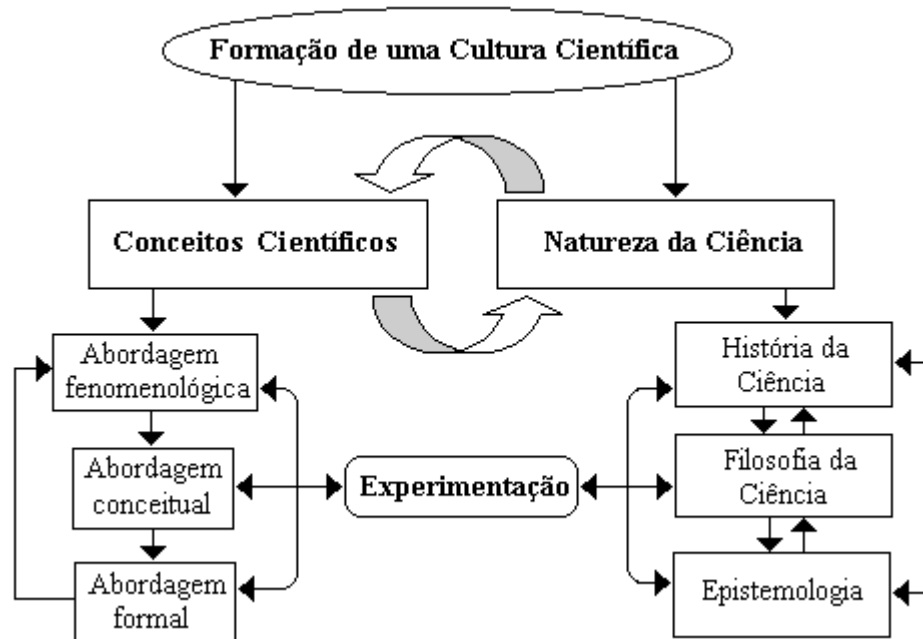 Formação de uma Cultura Científica
Conceitos Científicos
Natureza da Ciência
Abordagem
fenomenológica
Abordagem
conceitual
Abordagem
formal
Experimentação
História da
Ciência
Filosofia da
Ciência
Epistemologia